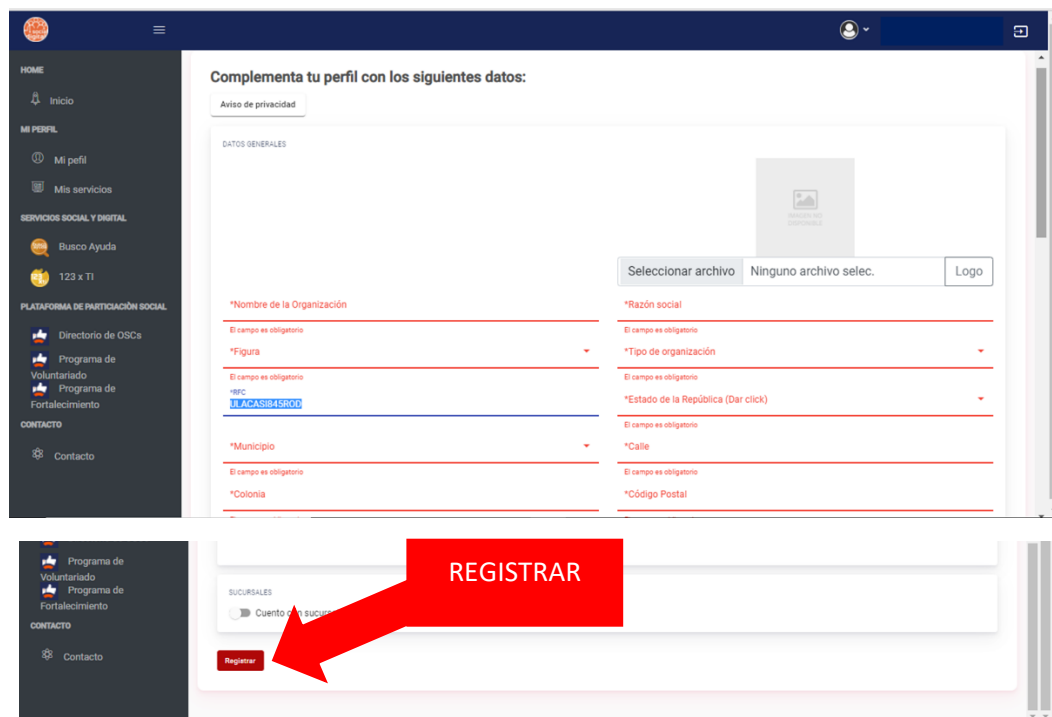 HOME
Inicio
MI PERFIL
Mi pefil
Mis servicios
SERVICIOS SOCIAL Y DIGITAL
Busco Ayuda
123 x TI
PLATAFORMA DE PARTICIACIÒN SOCIAL
Directorio de OSCs
Programa de
Voluntariado
Programa de
Fortalecimiento
CONTACTO
Contacto
Complementa tu perfil con los siguientes datos:
Aviso de privacidad
DATOS GENERALES
IMAGEN NO
DISPONIBLE
Seleccionar archivo Ninguno archivo selec. Logo
*Nombre de la Organización *Razón social
El campo es obligatorio El campo es obligatorio
*Figura *Tipo de organización
El campo es obligatorio El campo es obligatorio
*RFC
ULACASI845ROD *Estado de la República (Dar click)
El campo es obligatorio
*Municipio *Calle
El campo es obligatorio El campo es obligatorio
*Colonia *Código Postal
Programa de
Voluntariado
Programa de
Fortalecimiento
CONTACTO
Contacto
REGISTRAR
SUCURSALES
Cuento
Registrar